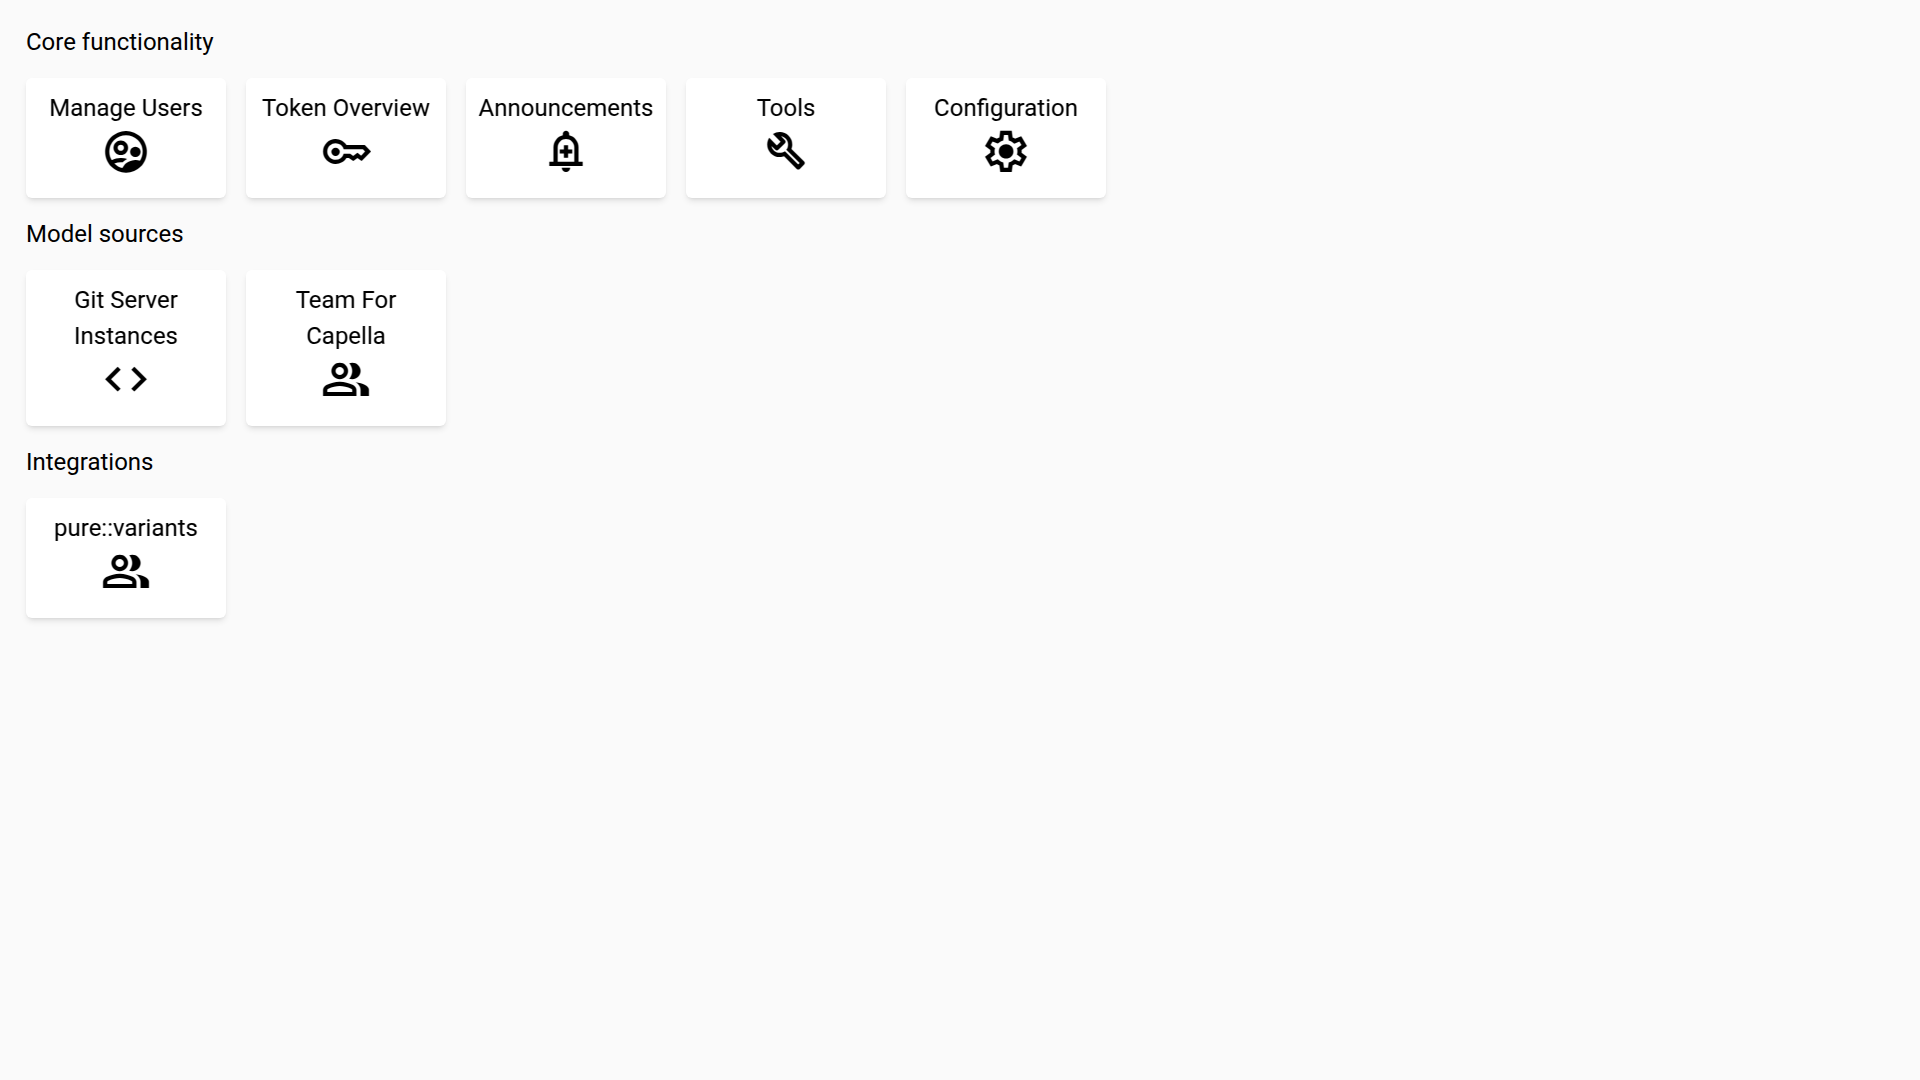 Core functionality
Manage Users
Token Overview
Announcements
Tools
Configuration
Model sources
Git Server
Instances
Team For
Capella
Integrations
pure::variants